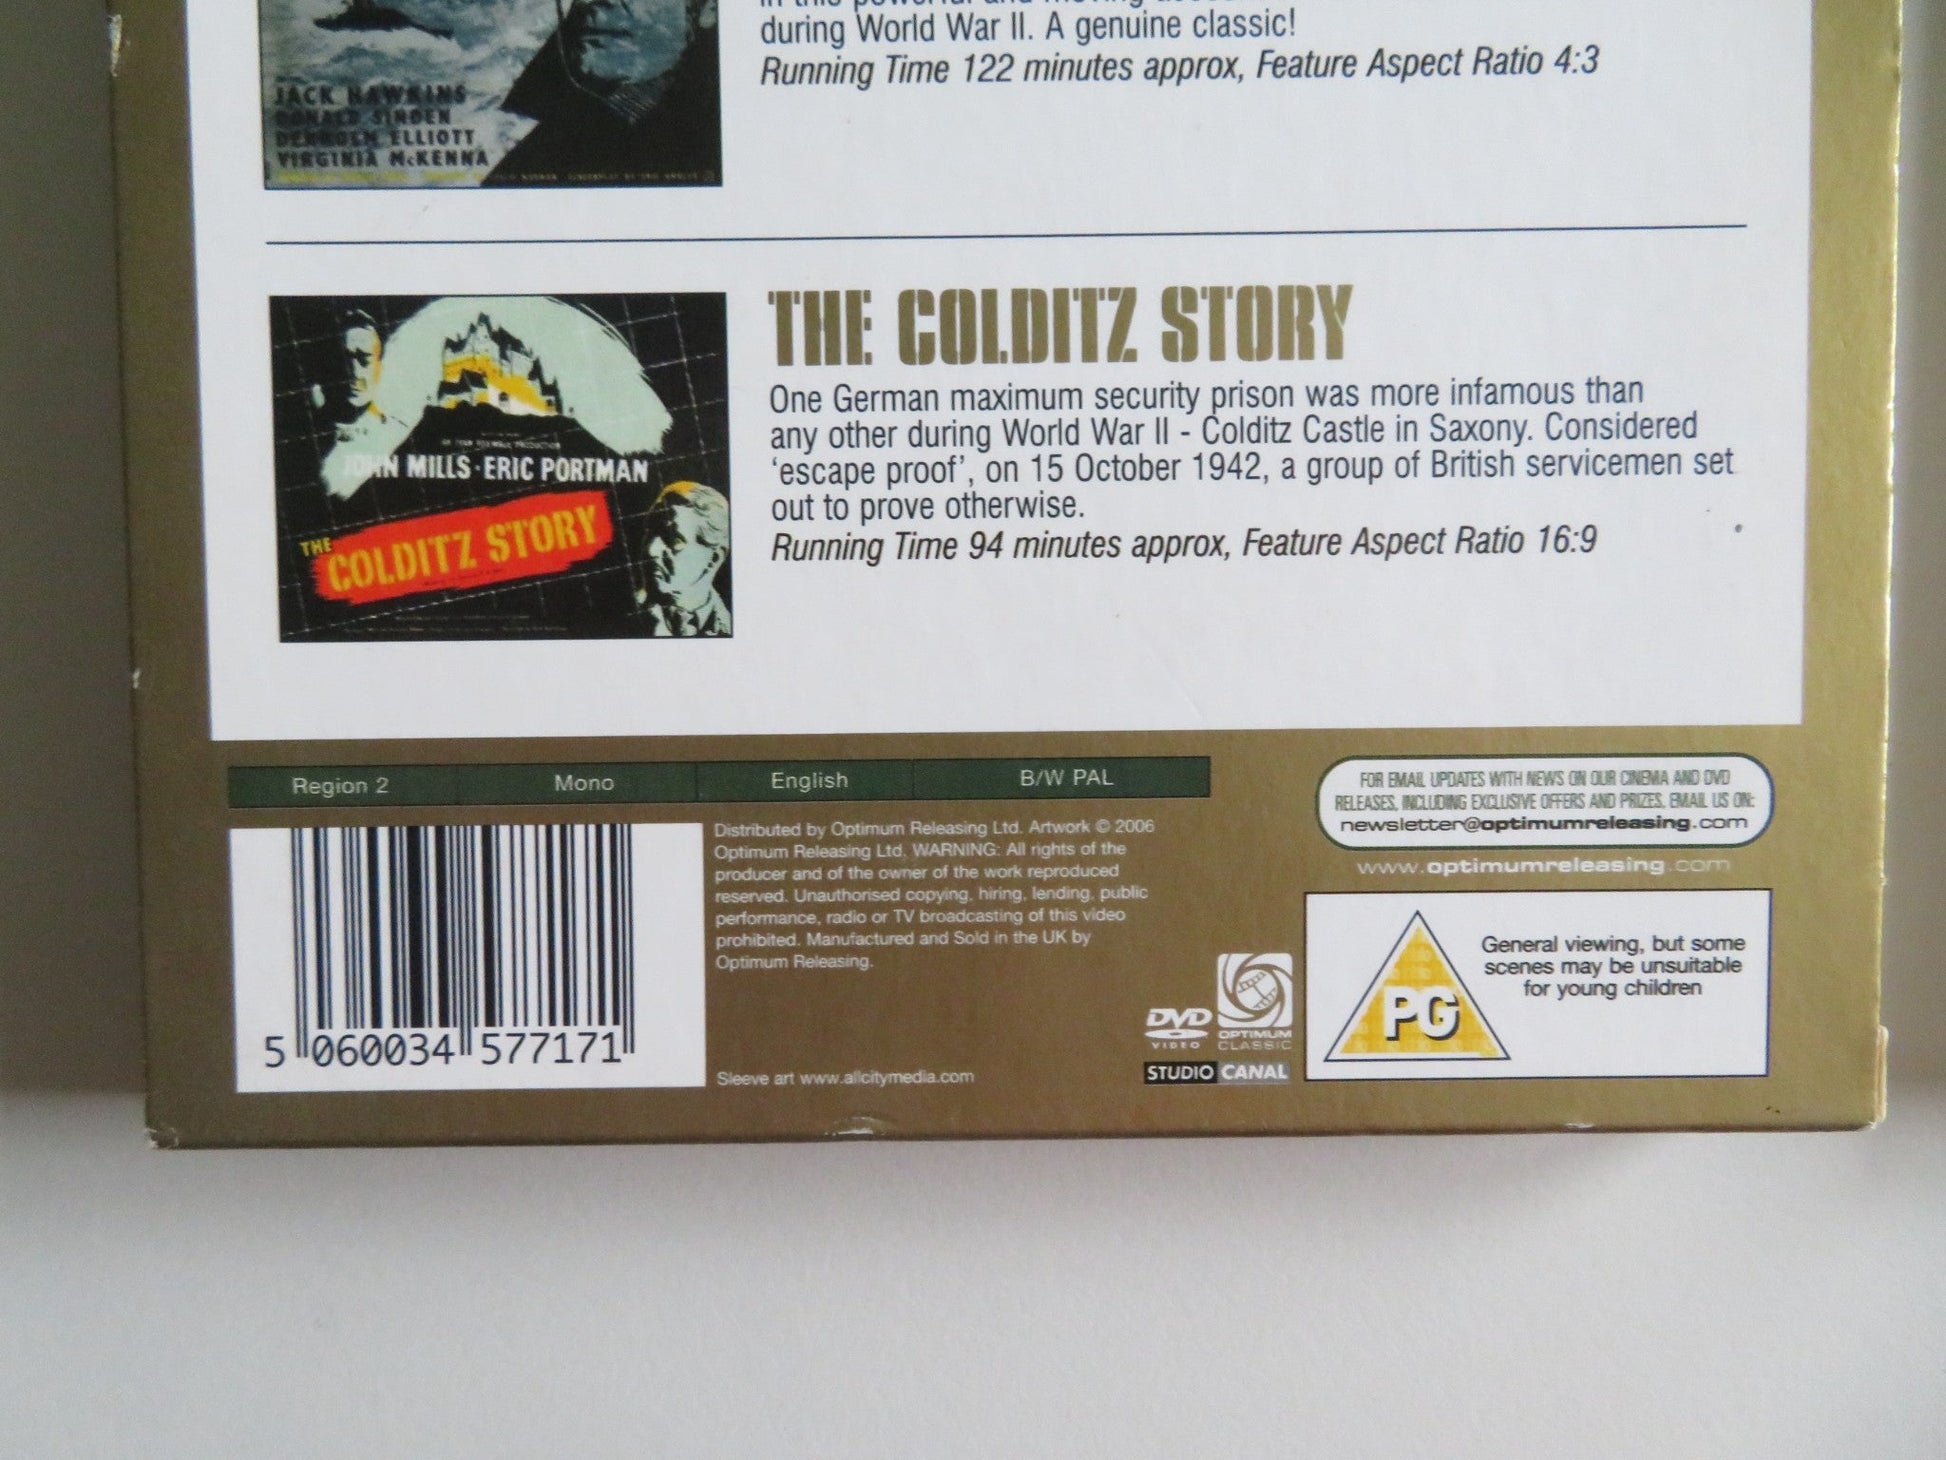 during World War II. A genuine classic!
Running Time 122 minutes approx, Feature Aspect Ratio 4:3
JACK HAWKINS
DONALD SINDEN
DENHOLM ELLIOTT
VIRGINIA McKENNA
THE COLDITZ STORY
One German maximum security prison was more infamous than
any other during World War II - Colditz Castle in Saxony. Considered
‘escape proof’, on 15 October 1942, a group of British servicemen set
out to prove otherwise.
Running Time 94 minutes approx, Feature Aspect Ratio 16:9
JOHN MILLS · ERIC PORTMAN
THE
COLDITZ STORY
Region 2 Mono English B/W PAL
FOR EMAIL UPDATES WITH NEWS ON OUR CINEMA AND DVD
RELEASES, INCLUDING EXCLUSIVE OFFERS AND PRIZES, EMAIL US ON:
newsletter@optimumreleasing.com
www.optimumreleasing.com
Distributed by Optimum Releasing Ltd. Artwork © 2006
Optimum Releasing Ltd. WARNING: All rights of the
producer and of the owner of the work reproduced
reserved. Unauthorised copying, hiring, lending, public
performance, radio or TV broadcasting of this video
prohibited. Manufactured and Sold in the UK by
Optimum Releasing.
5 060034 577171
Sleeve art www.allcitymedia.com
DVD
VIDEO
OPTIMUM
CLASSIC
STUDIO CANAL
PG
General viewing, but some
scenes may be unsuitable
for young children